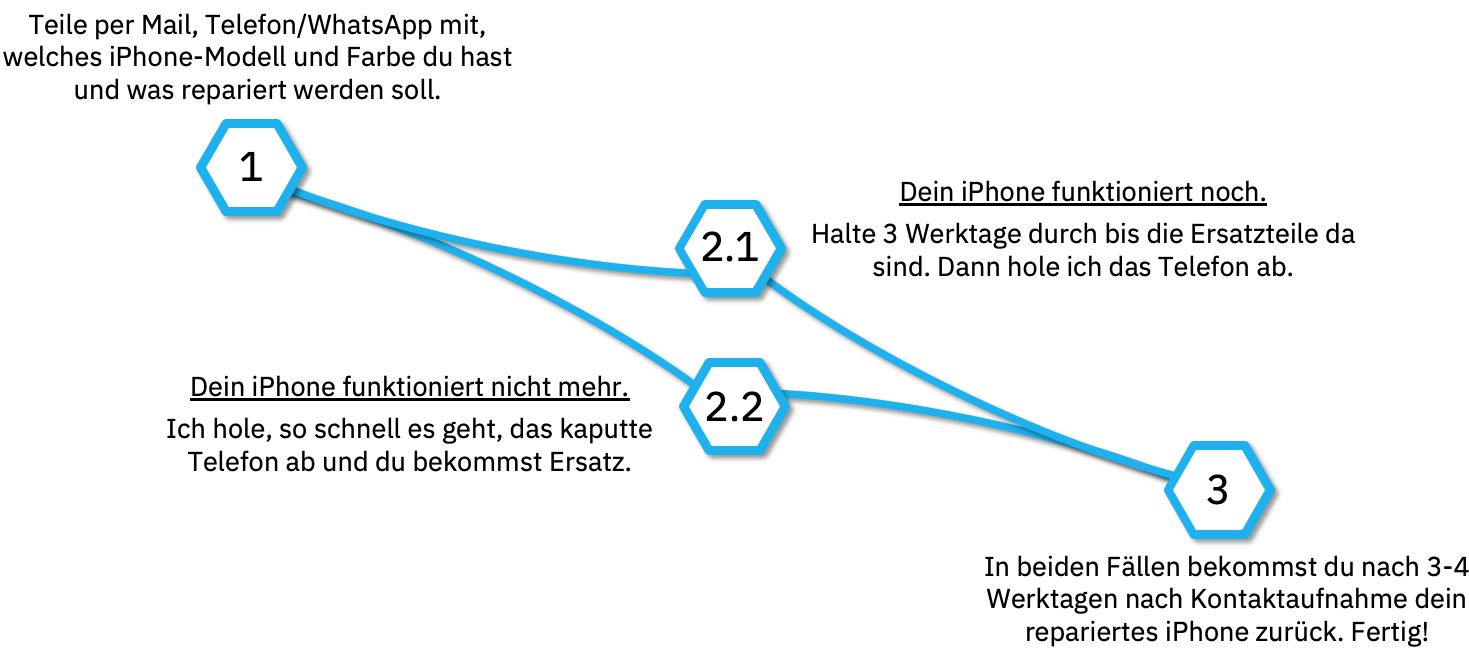 Teile per Mail, Telefon/WhatsApp mit,
welches iPhone-Modell und Farbe du hast
und was repariert werden soll.
1
2.1
Dein iPhone funktioniert noch.
Halte 3 Werktage durch bis die Ersatzteile da
sind. Dann hole ich das Telefon ab.
Dein iPhone funktioniert nicht mehr.
Ich hole, so schnell es geht, das kaputte
Telefon ab und du bekommst Ersatz.
2.2
3
In beiden Fällen bekommst du nach 3-4
Werktagen nach Kontaktaufnahme dein
repariertes iPhone zurück. Fertig!